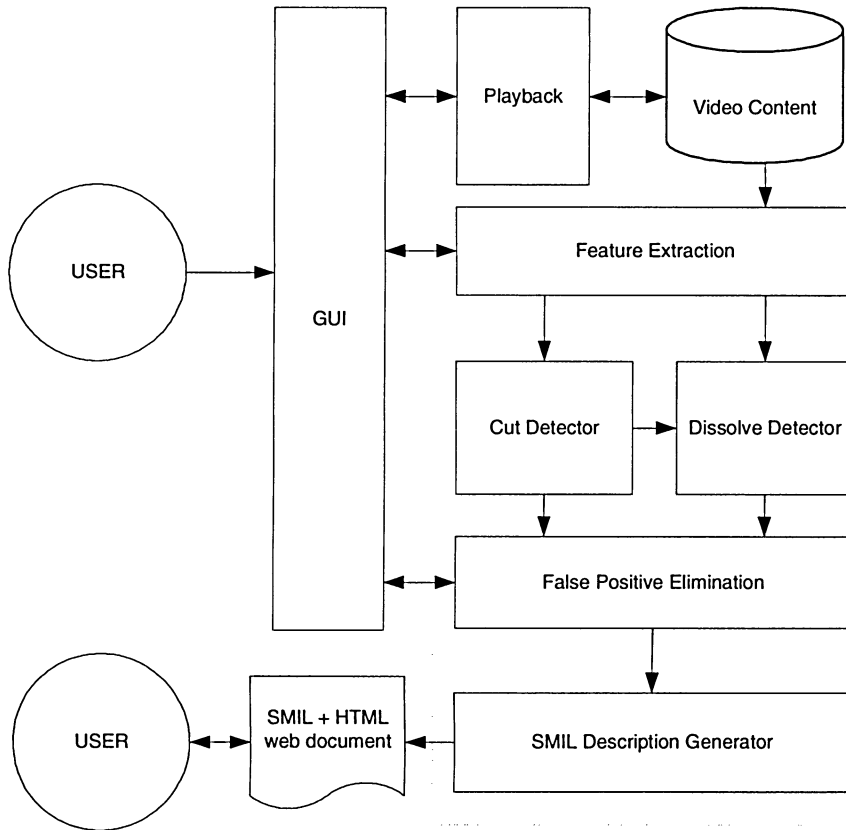 Playback
Video Content
USER
Feature Extraction
GUI
Cut Detector
Dissolve Detector
False Positive Elimination
USER
SMIL + HTML
web document
SMIL Description Generator